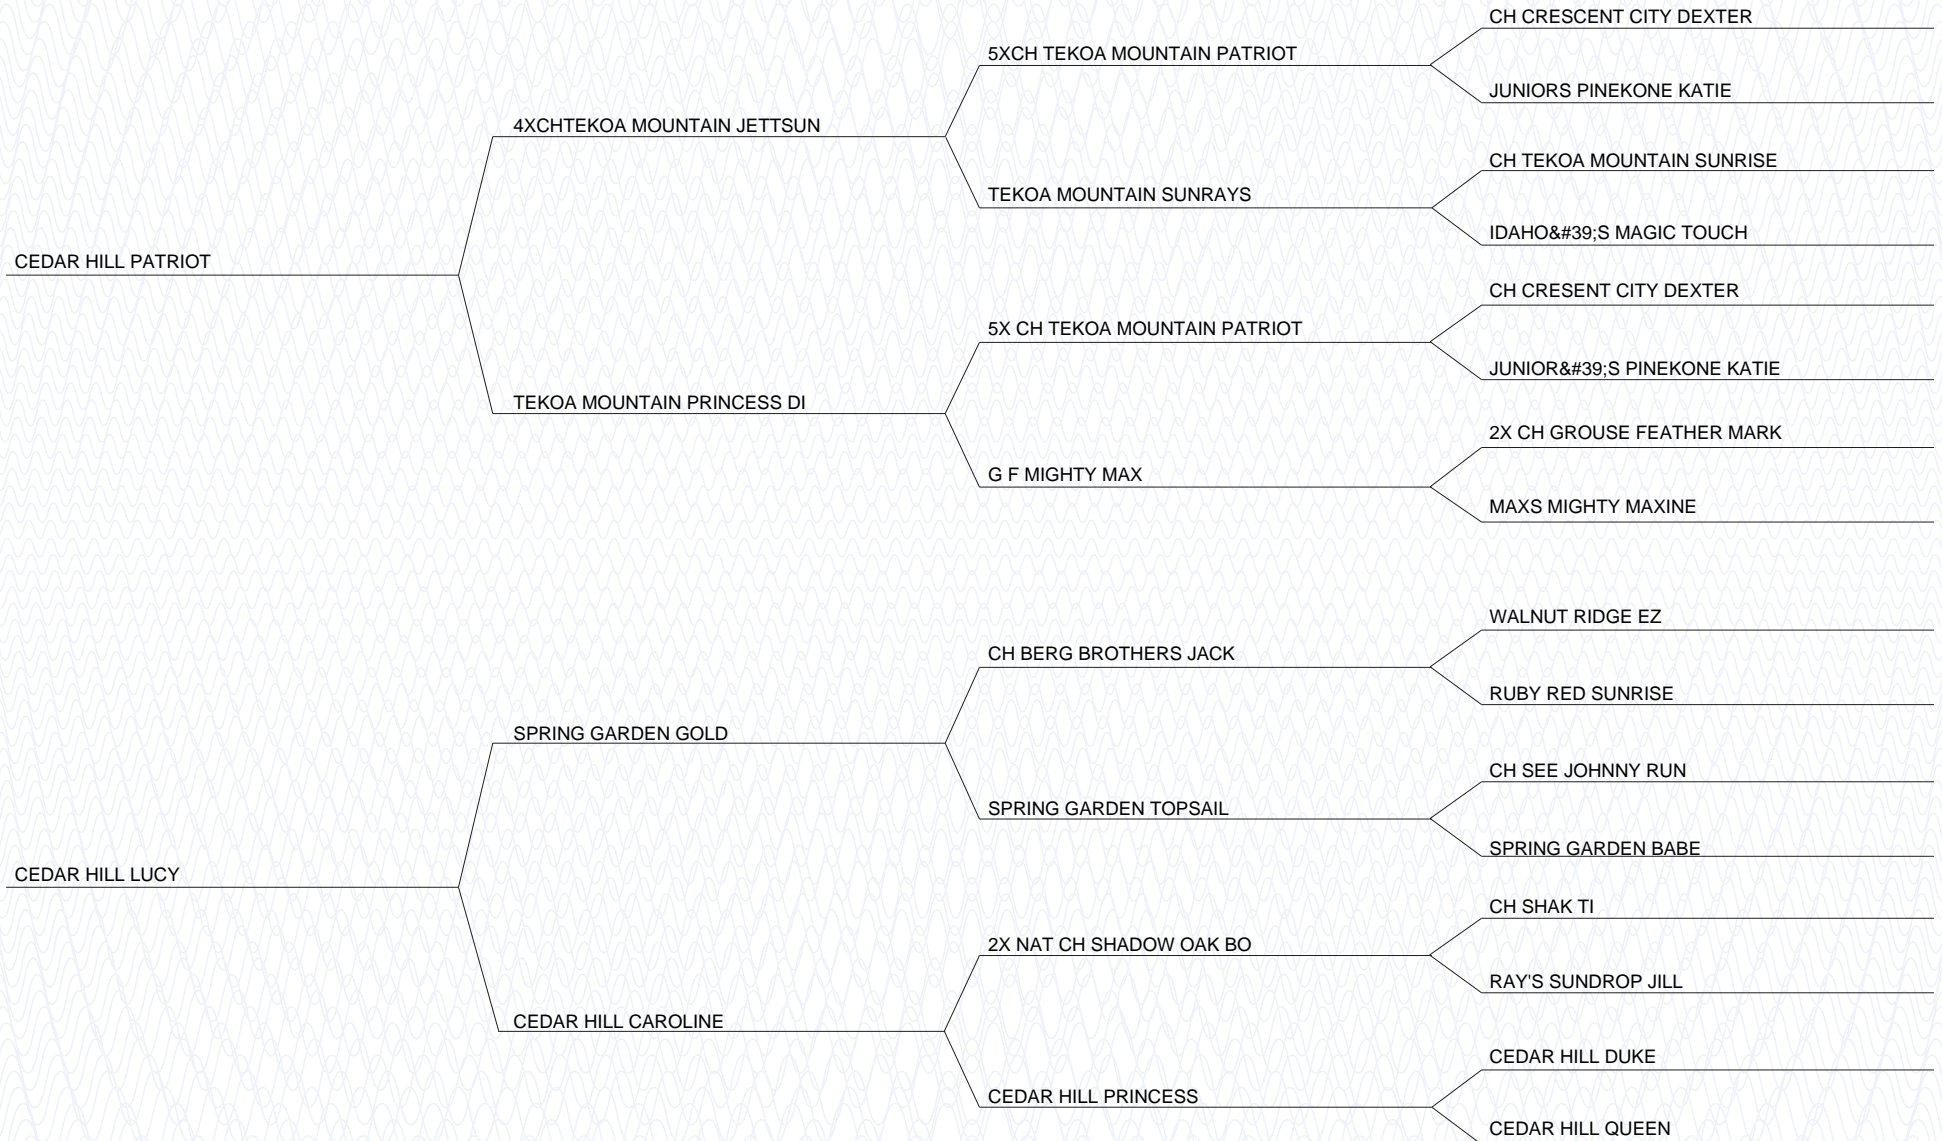 CH CRESCENT CITY DEXTER
5XCH TEKOA MOUNTAIN PATRIOT
JUNIORS PINEKONE KATIE
4XCHTEKOA MOUNTAIN JETTSUN
CH TEKOA MOUNTAIN SUNRISE
TEKOA MOUNTAIN SUNRAYS
IDAHO&#39;S MAGIC TOUCH
CEDAR HILL PATRIOT
CH CRESENT CITY DEXTER
5X CH TEKOA MOUNTAIN PATRIOT
JUNIOR&#39;S PINEKONE KATIE
TEKOA MOUNTAIN PRINCESS DI
2X CH GROUSE FEATHER MARK
G F MIGHTY MAX
MAXS MIGHTY MAXINE
WALNUT RIDGE EZ
CH BERG BROTHERS JACK
RUBY RED SUNRISE
SPRING GARDEN GOLD
CH SEE JOHNNY RUN
SPRING GARDEN TOPSAIL
SPRING GARDEN BABE
CEDAR HILL LUCY
CH SHAK TI
2X NAT CH SHADOW OAK BO
RAY'S SUNDROP JILL
CEDAR HILL CAROLINE
CEDAR HILL DUKE
CEDAR HILL PRINCESS
CEDAR HILL QUEEN